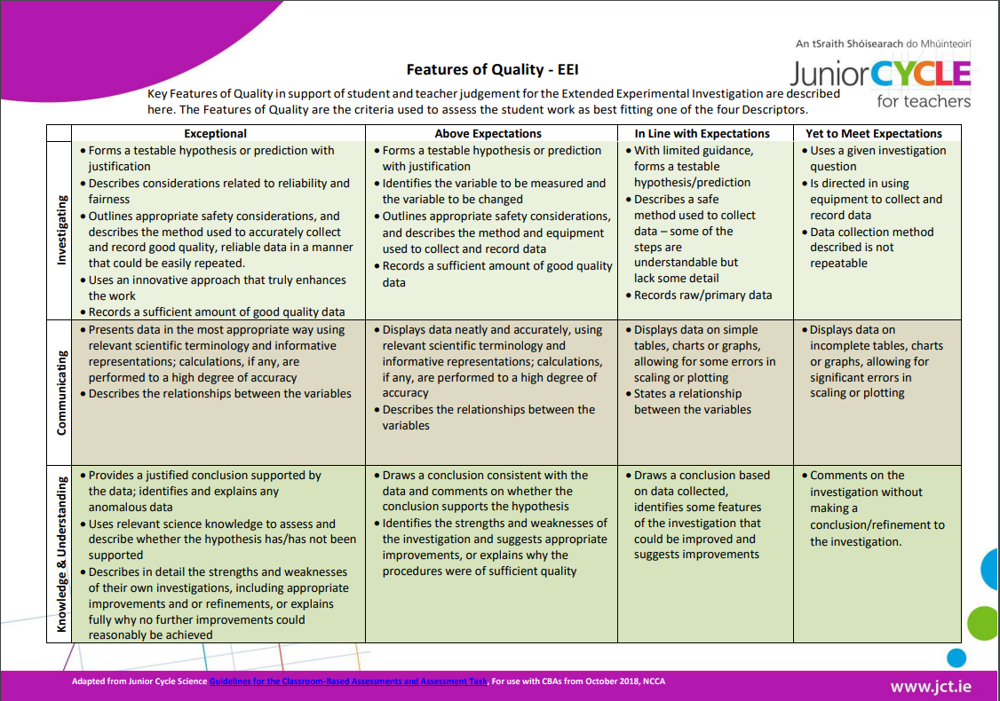 An tSraith Shóisearach do Mhúinteoirí
JuniorCYCLE
for teachers
Features of Quality - EEI
Key Features of Quality in support of student and teacher judgement for the Extended Experimental Investigation are described
here. The Features of Quality are the criteria used to assess the student work as best fitting one of the four Descriptors.
Exceptional
Above Expectations
In Line with Expectations
Yet to Meet Expectations
Investigating
• Forms a testable hypothesis or prediction with
justification
• Describes considerations related to reliability and
fairness
• Outlines appropriate safety considerations, and
describes the method used to accurately collect
and record good quality, reliable data in a manner
that could be easily repeated.
• Uses an innovative approach that truly enhances
the work
• Records a sufficient amount of good quality data
• Forms a testable hypothesis or prediction
with justification
• Identifies the variable to be measured and
the variable to be changed
• Outlines appropriate safety considerations,
and describes the method and equipment
used to collect and record data
• Records a sufficient amount of good quality
data
• With limited guidance,
forms a testable
hypothesis/prediction
• Describes a safe
method used to collect
data – some of the
steps are
understandable but
lack some detail
• Records raw/primary data
• Uses a given investigation
question
• Is directed in using
equipment to collect and
record data
• Data collection method
described is not
repeatable
Communicating
• Presents data in the most appropriate way using
relevant scientific terminology and informative
representations; calculations, if any, are
performed to a high degree of accuracy
• Describes the relationships between the variables
• Displays data neatly and accurately, using
relevant scientific terminology and
informative representations; calculations,
if any, are performed to a high degree of
accuracy
• Describes the relationships between the
variables
• Displays data on simple
tables, charts or graphs,
allowing for some errors in
scaling or plotting
• States a relationship
between the variables
• Displays data on
incomplete tables, charts
or graphs, allowing for
significant errors in
scaling or plotting
Knowledge & Understanding
• Provides a justified conclusion supported by
the data; identifies and explains any
anomalous data
• Uses relevant science knowledge to assess and
describe whether the hypothesis has/has not been
supported
• Describes in detail the strengths and weaknesses
of their own investigations, including appropriate
improvements and or refinements, or explains
fully why no further improvements could
reasonably be achieved
• Draws a conclusion consistent with the
data and comments on whether the
conclusion supports the hypothesis
• Identifies the strengths and weaknesses of
the investigation and suggests appropriate
improvements, or explains why the
procedures were of sufficient quality
• Draws a conclusion based
on data collected,
identifies some features
of the investigation that
could be improved and
suggests improvements
• Comments on the
investigation without
making a
conclusion/refinement to
the investigation.
Adapted from Junior Cycle Science Guidelines for the Classroom-Based Assessments and Assessment Task, For use with CBAs from October 2018, NCCA
www.jct.ie